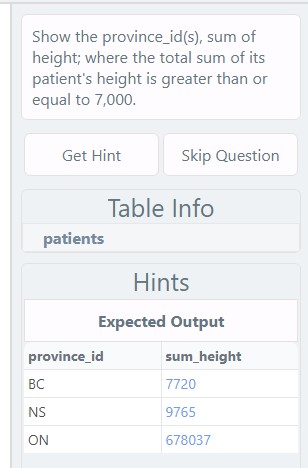 Show the province_id(s), sum of
height; where the total sum of its
patient's height is greater than or
equal to 7,000.
Get Hint
Skip Question
Table Info
patients
Hints
Expected Output
province_id sum_height
BC 7720
NS 9765
ON 678037